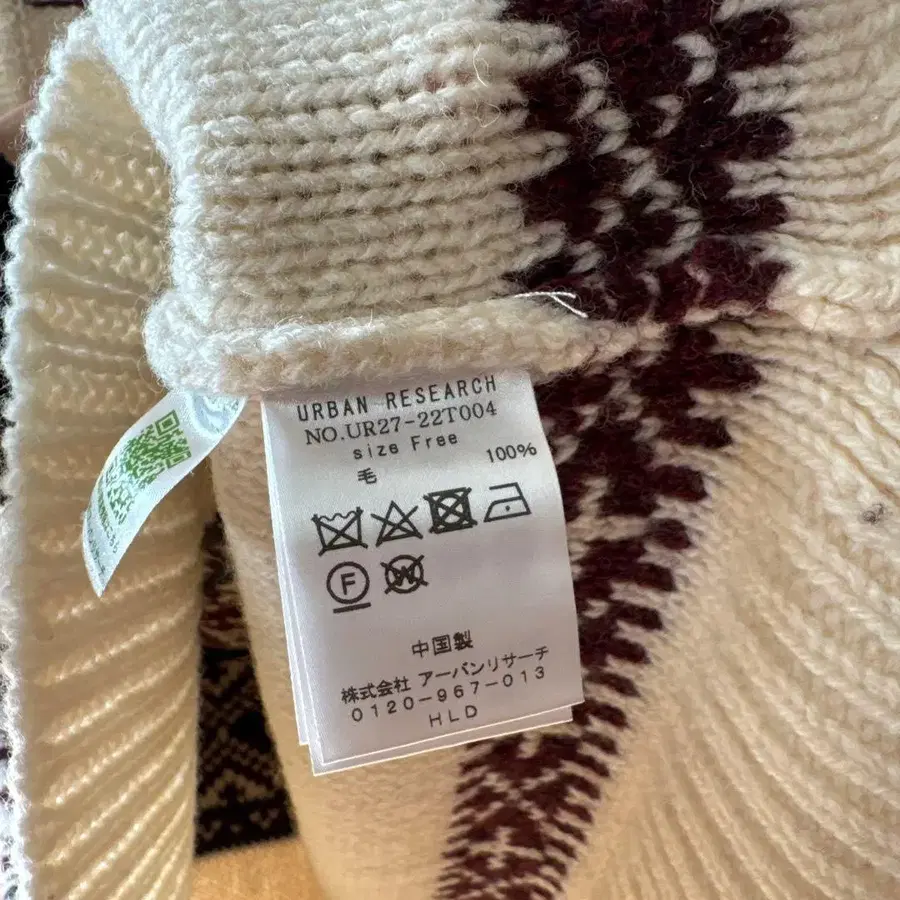 URBAN RESEARCH
NO.UR27-22T004
size Free
毛 100%
F
W
中国製
株式会社 アーバンリサーチ
0120-967-013
HLD